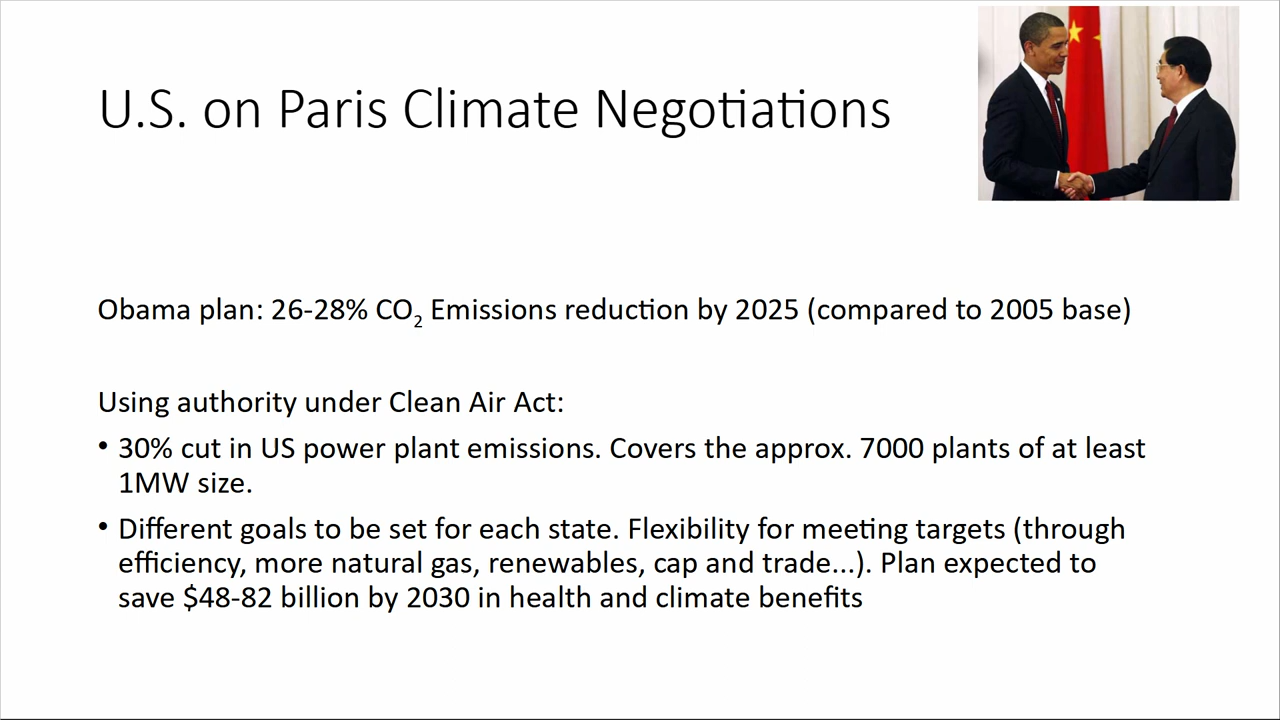 U.S. on Paris Climate Negotiations
Obama plan: 26-28% CO₂ Emissions reduction by 2025 (compared to 2005 base)
Using authority under Clean Air Act:
• 30% cut in US power plant emissions. Covers the approx. 7000 plants of at least
1MW size.
• Different goals to be set for each state. Flexibility for meeting targets (through
efficiency, more natural gas, renewables, cap and trade...). Plan expected to
save $48-82 billion by 2030 in health and climate benefits